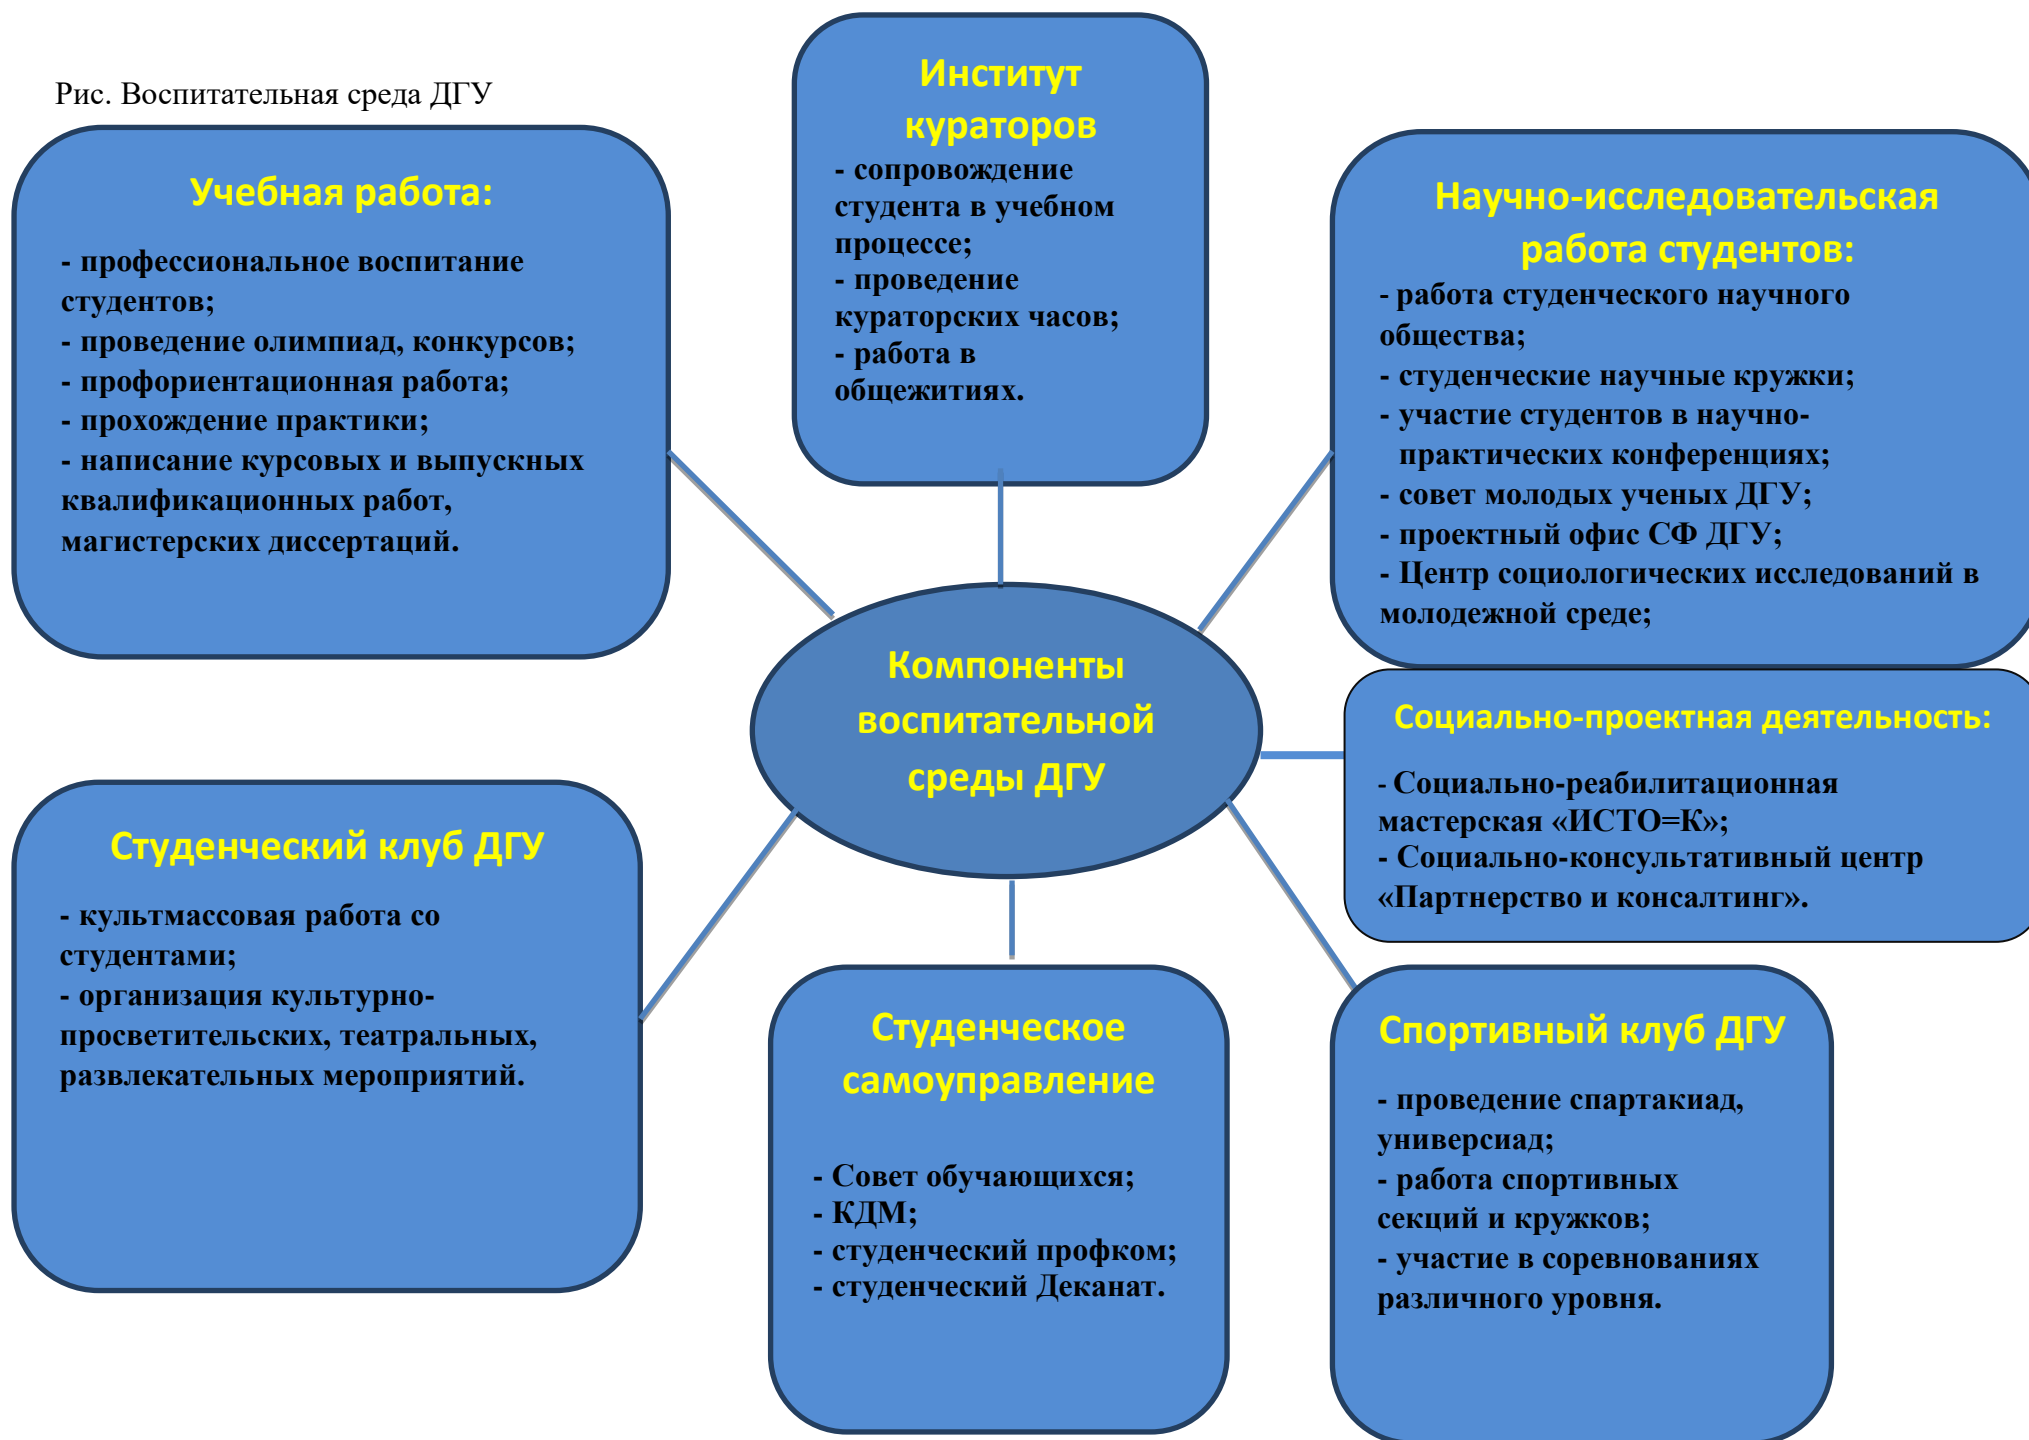 Рис. Воспитательная среда ДГУ
Учебная работа:
- профессиональное воспитание
студентов;
- проведение олимпиад, конкурсов;
- профориентационная работа;
- прохождение практики;
- написание курсовых и выпускных
квалификационных работ,
магистерских диссертаций.
Институт
кураторов
- сопровождение
студента в учебном
процессе;
- проведение
кураторских часов;
- работа в
общежитиях.
Научно-исследовательская
работа студентов:
- работа студенческого научного
общества;
- студенческие научные кружки;
- участие студентов в научно-
практических конференциях;
- совет молодых ученых ДГУ;
- проектный офис СФ ДГУ;
- Центр социологических исследований в
молодежной среде;
Компоненты
воспитательной
среды ДГУ
Социально-проектная деятельность:
- Социально-реабилитационная
мастерская «ИСТО=К»;
- Социально-консультативный центр
«Партнерство и консалтинг».
Студенческий клуб ДГУ
- культмассовая работа со
студентами;
- организация культурно-
просветительских, театральных,
развлекательных мероприятий.
Студенческое
самоуправление
- Совет обучающихся;
- КДМ;
- студенческий профком;
- студенческий Деканат.
Спортивный клуб ДГУ
- проведение спартакиад,
универсиад;
- работа спортивных
секций и кружков;
- участие в соревнованиях
различного уровня.